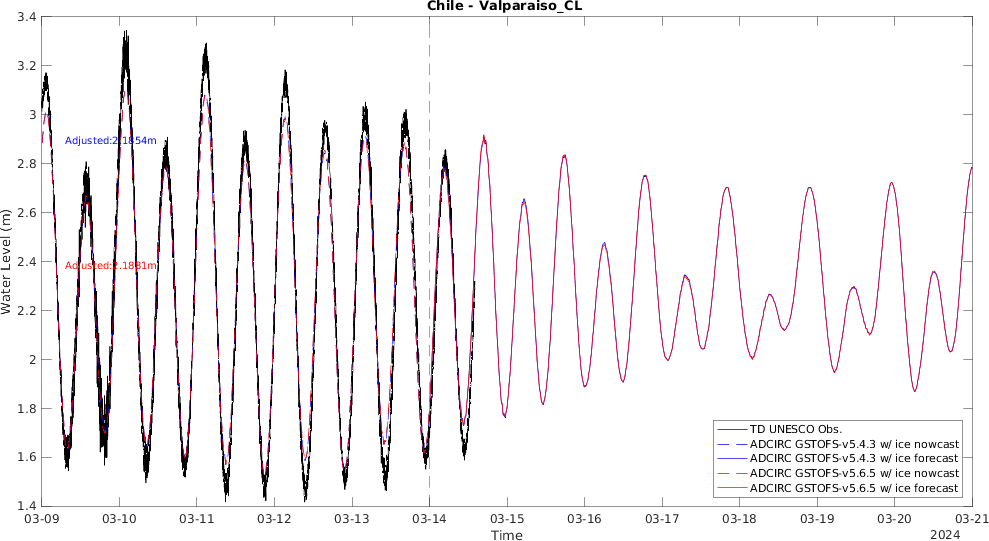 Chile - Valparaiso_CL
3.4
3.2
3
2.8
2.6
2.4
2.2
2
1.8
1.6
1.4
Water Level (m)
Adjusted:2.1854m
Adjusted:2.1881m
TD UNESCO Obs.
ADCIRC GSTOFS-v5.4.3 w/ ice nowcast
ADCIRC GSTOFS-v5.4.3 w/ ice forecast
ADCIRC GSTOFS-v5.6.5 w/ ice nowcast
ADCIRC GSTOFS-v5.6.5 w/ ice forecast
03-09 03-10 03-11 03-12 03-13 03-14 03-15 03-16 03-17 03-18 03-19 03-20 03-21
Time
2024